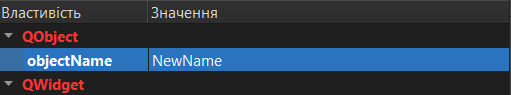 Властивість Значення
QObject
objectName NewName
QWidget